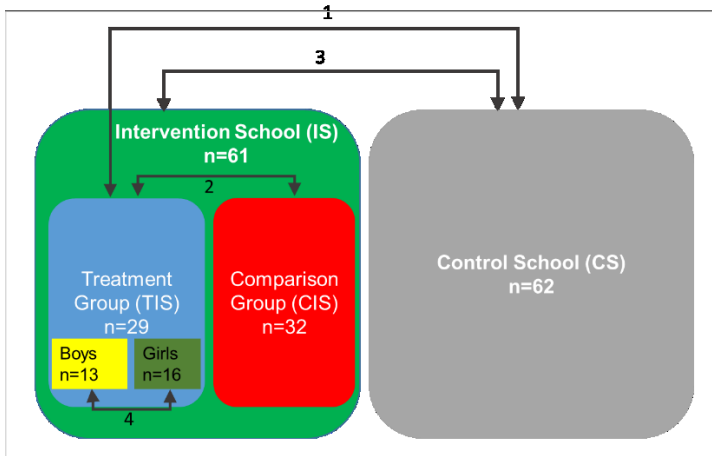 1
3
Intervention School (IS)
n=61
2
Treatment
Group (TIS)
n=29
Comparison
Group (CIS)
n=32
Control School (CS)
n=62
Boys
n=13
Girls
n=16
4